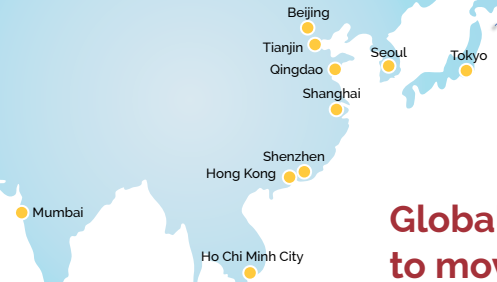 Beijing
Tianjin
Seoul
Tokyo
Qingdao
Shanghai
Shenzhen
Hong Kong
Mumbai
Globa
Ho Chi Minh City
to mov